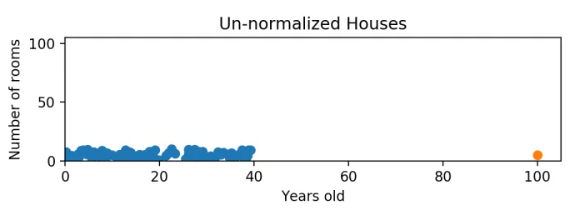 Un-normalized Houses
Number of rooms
100
50
0
0 20 40 60 80 100
Years old